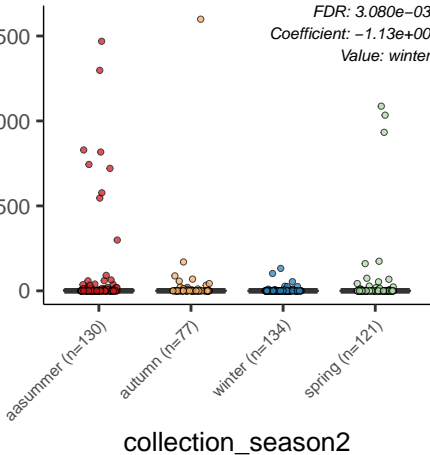 FDR: 3.080e−03
Coefficient: −1.13e+00
Value: winter
500
000
500
0
aasummer (n=130)
autumn (n=77)
winter (n=134)
spring (n=121)
collection_season2